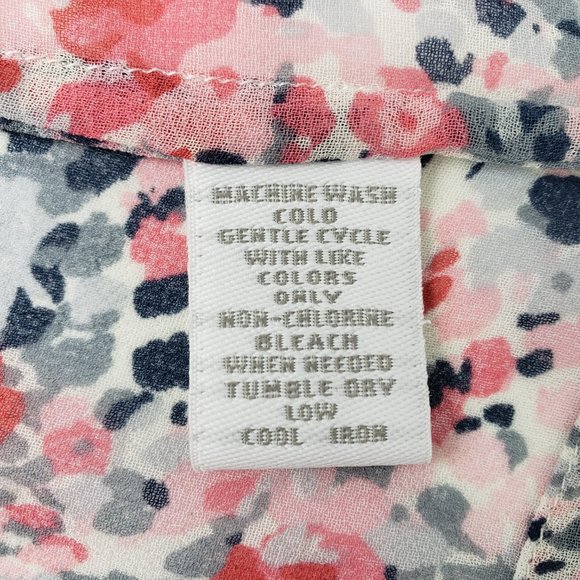 MACHINE WASH
COLD
GENTLE CYCLE
WITH LIKE
COLORS
ONLY
NON-CHLORINE
BLEACH
WHEN NEEDED
TUMBLE DRY
LOW
COOL IRON